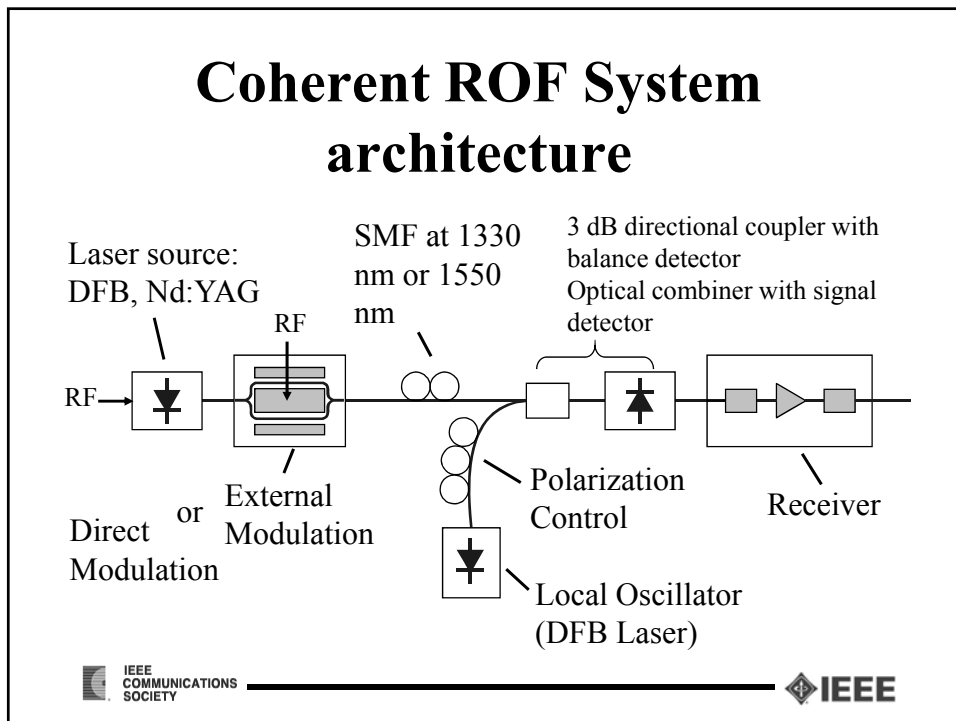 Coherent ROF System
architecture
Laser source:
DFB, Nd:YAG
SMF at 1330
nm or 1550
nm
3 dB directional coupler with
balance detector
Optical combiner with signal
detector
RF
RF
Direct
Modulation
or
External
Modulation
Polarization
Control
Receiver
Local Oscillator
(DFB Laser)
IEEE
COMMUNICATIONS
SOCIETY
IEEE